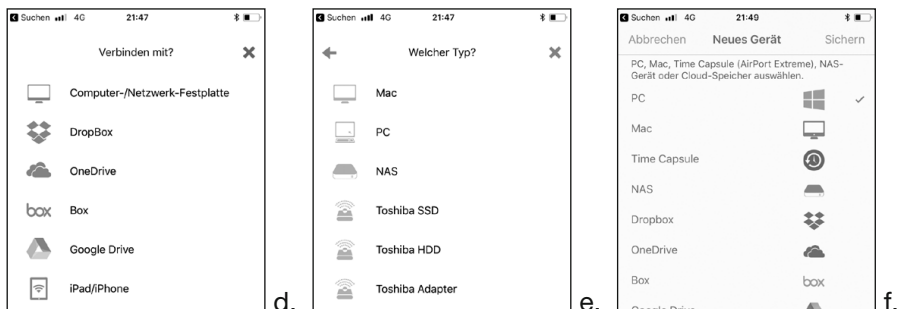 Suchen 4G 21:47
Verbinden mit?
Computer-/Netzwerk-Festplatte
DropBox
OneDrive
box Box
Google Drive
iPad/iPhone
d.
Suchen 4G 21:47
Welcher Typ?
Mac
PC
NAS
Toshiba SSD
Toshiba HDD
Toshiba Adapter
e.
Suchen 4G 21:49
Abbrechen Neues Gerät Sichern
PC, Mac, Time Capsule (AirPort Extreme), NAS-
Gerät oder Cloud-Speicher auswählen.
PC
Mac
Time Capsule
NAS
Dropbox
OneDrive
Box box
Google Drive
f.